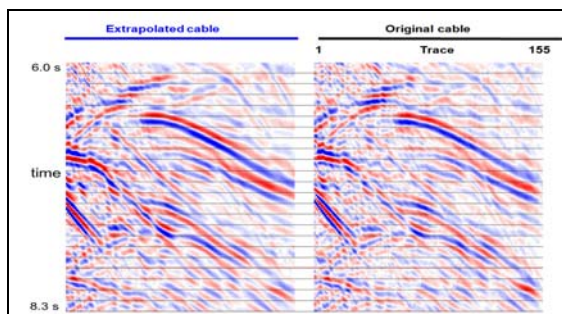 Extrapolated cable
Original cable
1 Trace 155
6.0 s
time
8.3 s